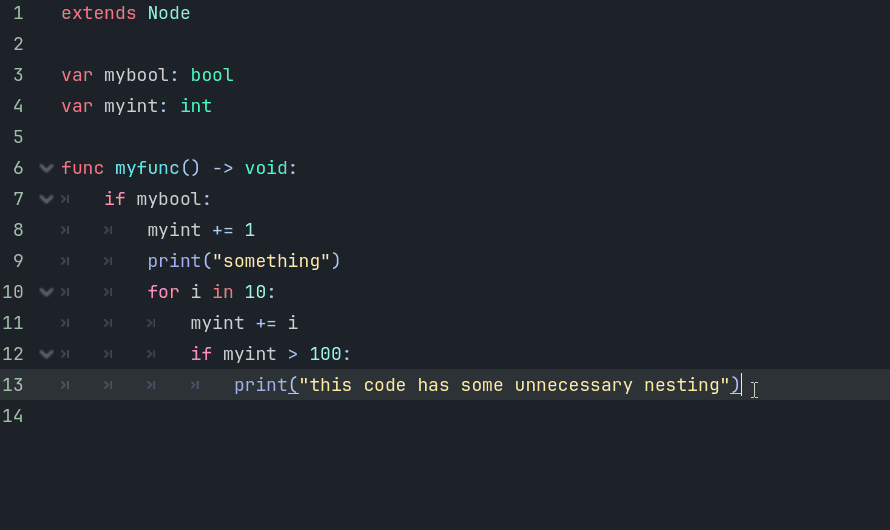 1 extends Node
2
3 var mybool: bool
4 var myint: int
5
6 func myfunc() -> void:
7 if mybool:
8 myint += 1
9 print("something")
10 for i in 10:
11 myint += i
12 if myint > 100:
13 print("this code has some unnecessary nesting")
14